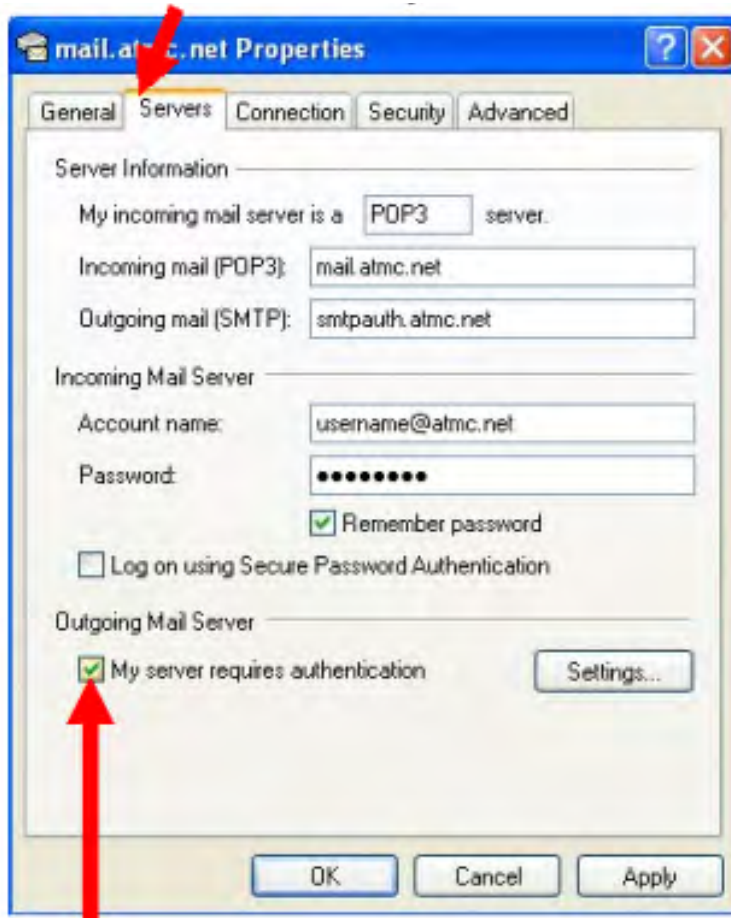 mail.atmc.net Properties
General Servers Connection Security Advanced
Server Information
My incoming mail server is a POP3 server.
Incoming mail (POP3): mail.atmc.net
Outgoing mail (SMTP): smtpauth.atmc.net
Incoming Mail Server
Account name: username@atmc.net
Password: ●●●●●●●●
Remember password
Log on using Secure Password Authentication
Outgoing Mail Server
My server requires authentication Settings...
OK Cancel Apply